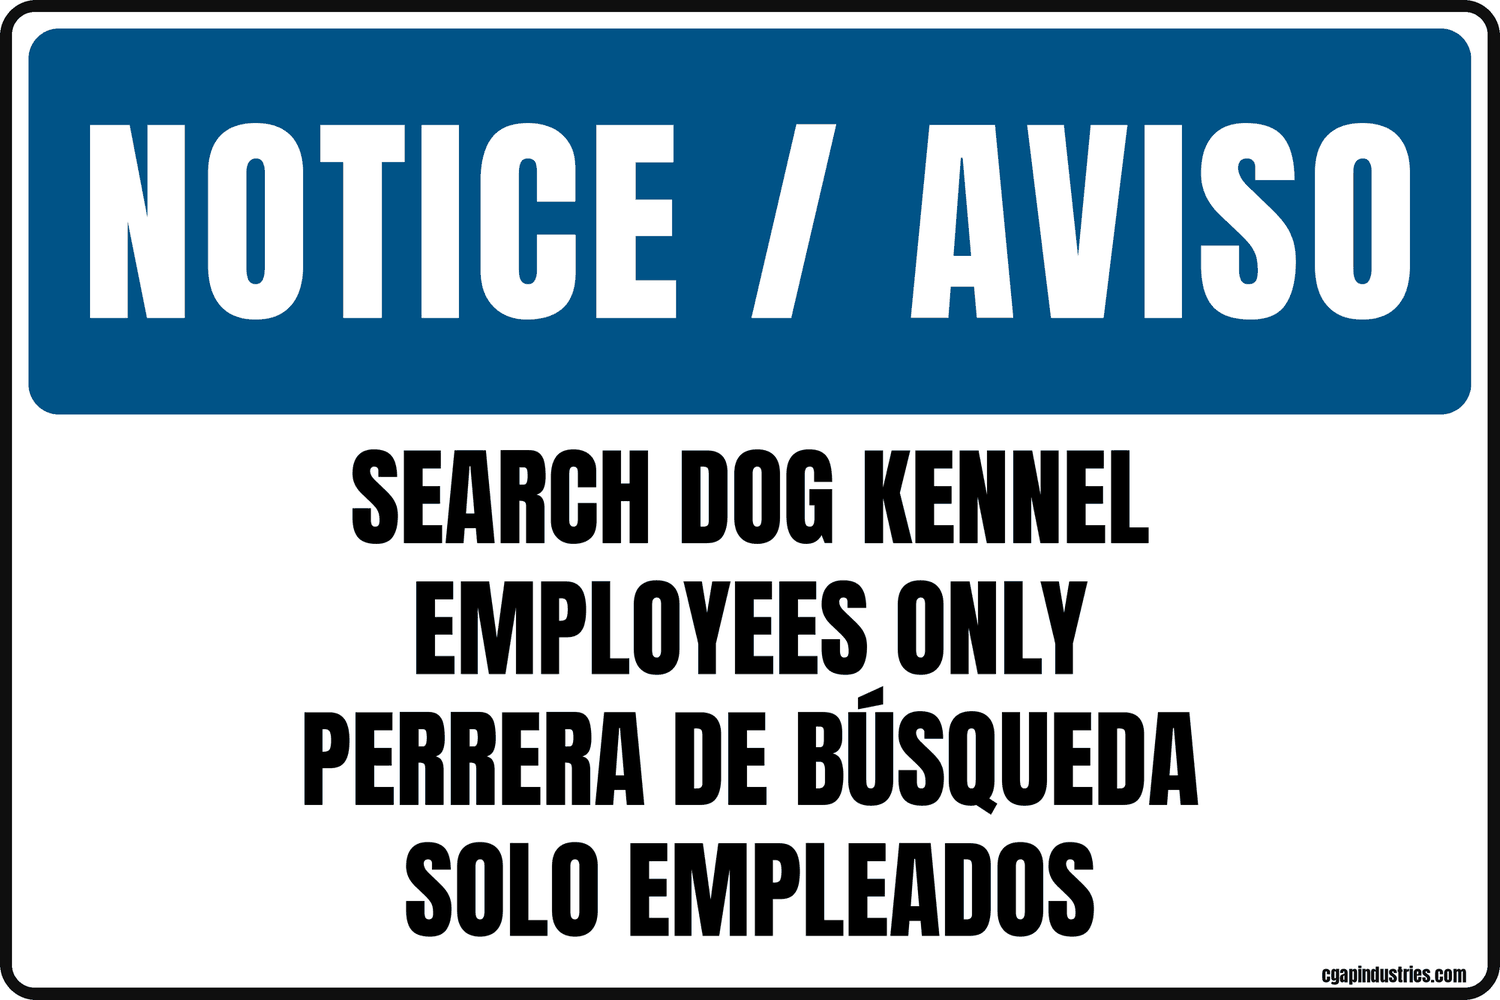 NOTICE / AVISO
SEARCH DOG KENNEL
EMPLOYEES ONLY
PERRERA DE BÚSQUEDA
SOLO EMPLEADOS
cgapindustries.com